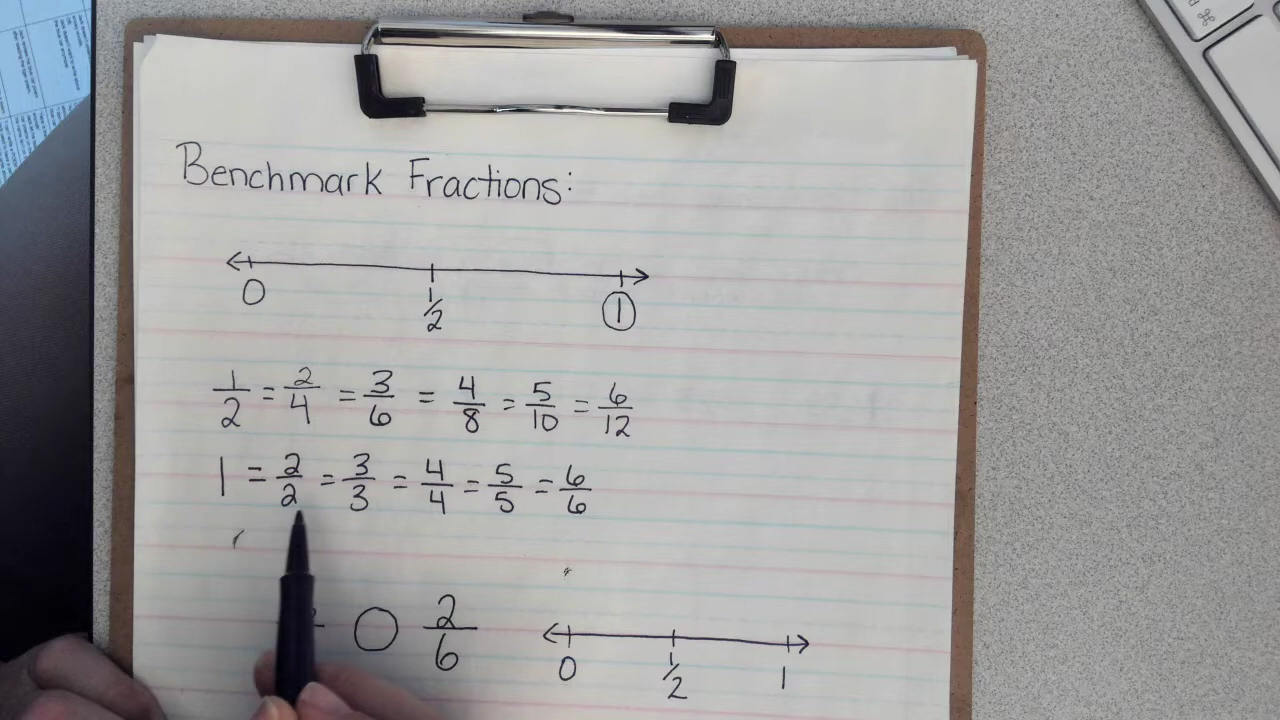 Benchmark Fractions:
0 1/2 1
1/2 = 2/4 = 3/6 = 4/8 = 5/10 = 6/12
1 = 2/2 = 3/3 = 4/4 = 5/5 = 6/6
○ 2/6
0 1/2 1
⌘